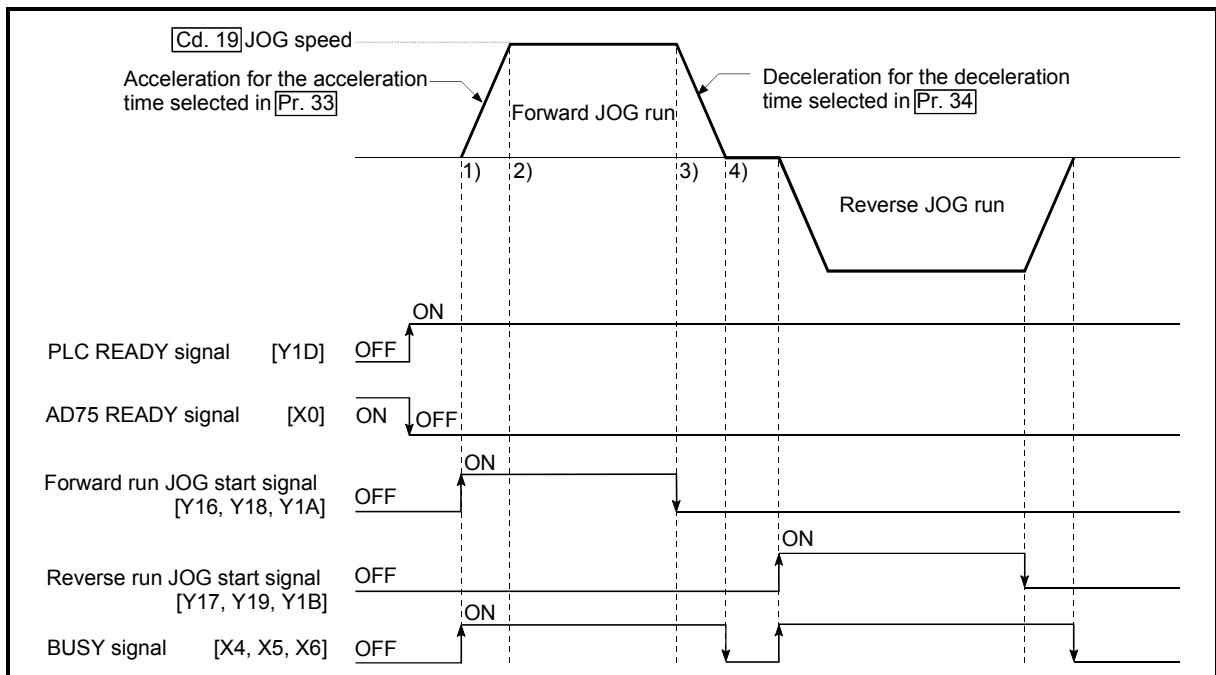 Cd. 19 JOG speed
Acceleration for the acceleration
time selected in Pr. 33
Deceleration for the deceleration
time selected in Pr. 34
Forward JOG run
1) 2) 3) 4)
Reverse JOG run
ON
PLC READY signal [Y1D] OFF
AD75 READY signal [X0] ON OFF
ON
Forward run JOG start signal
[Y16, Y18, Y1A] OFF
ON
Reverse run JOG start signal OFF
[Y17, Y19, Y1B]
ON
BUSY signal [X4, X5, X6] OFF